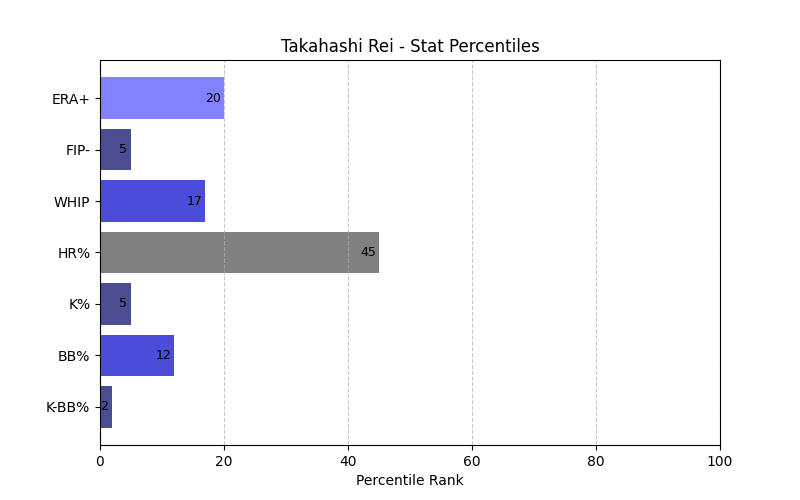 Takahashi Rei - Stat Percentiles
ERA+ 20
FIP- 5
WHIP 17
HR% 45
K% 5
BB% 12
K-BB% 2
0 20 40 60 80 100
Percentile Rank